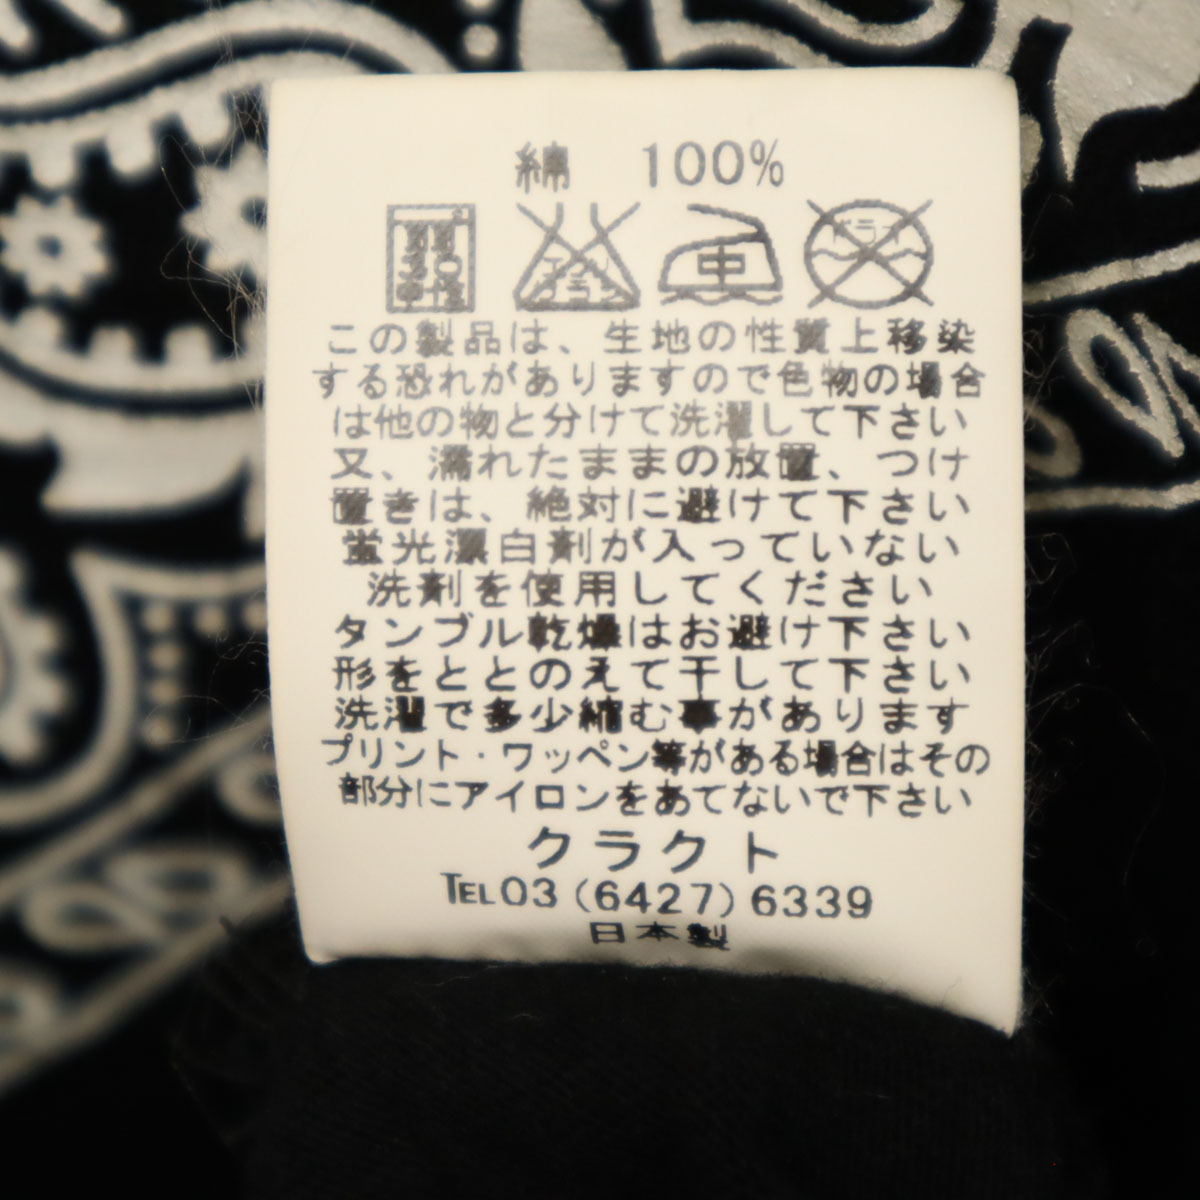 綿 100%
中 ドライ
この製品は、生地の性質上移染
する恐れがありますので色物の場合
は他の物と分けて洗濯して下さい
又、濡れたままの放置、つけ
置きは、絶対に避けて下さい
蛍光漂白剤が入っていない
洗剤を使用してください
タンブル乾燥はお避け下さい
形をととのえて干して下さい
洗濯で多少縮む事があります
プリント・ワッペン等がある場合はその
部分にアイロンをあてないで下さい
クラクト
TEL 03 (6427) 6339
日本製